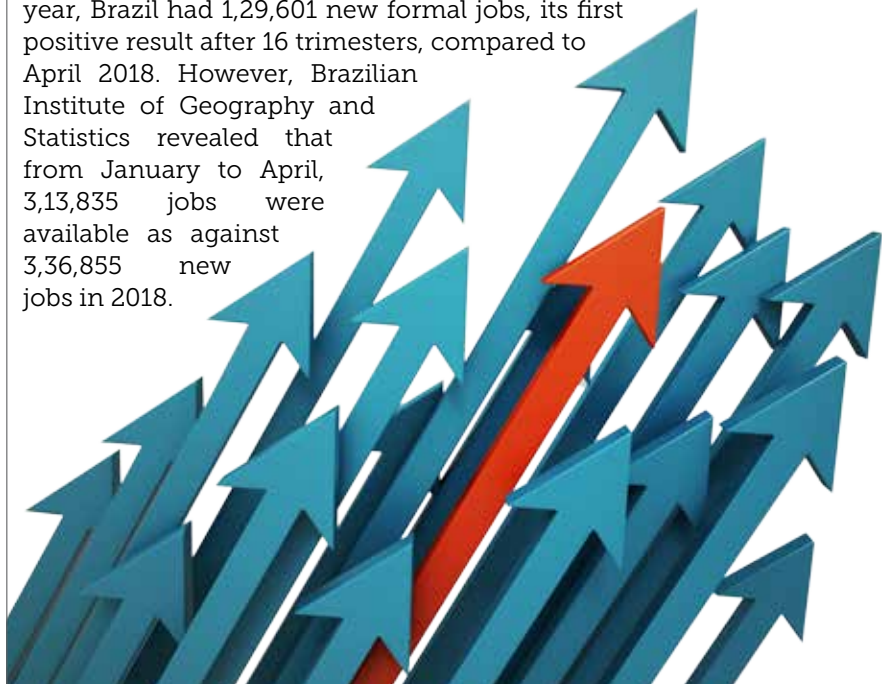 year, Brazil had 1,29,601 new formal jobs, its first
positive result after 16 trimesters, compared to
April 2018. However, Brazilian
Institute of Geography and
Statistics revealed that
from January to April,
3,13,835 jobs were
available as against
3,36,855 new
jobs in 2018.